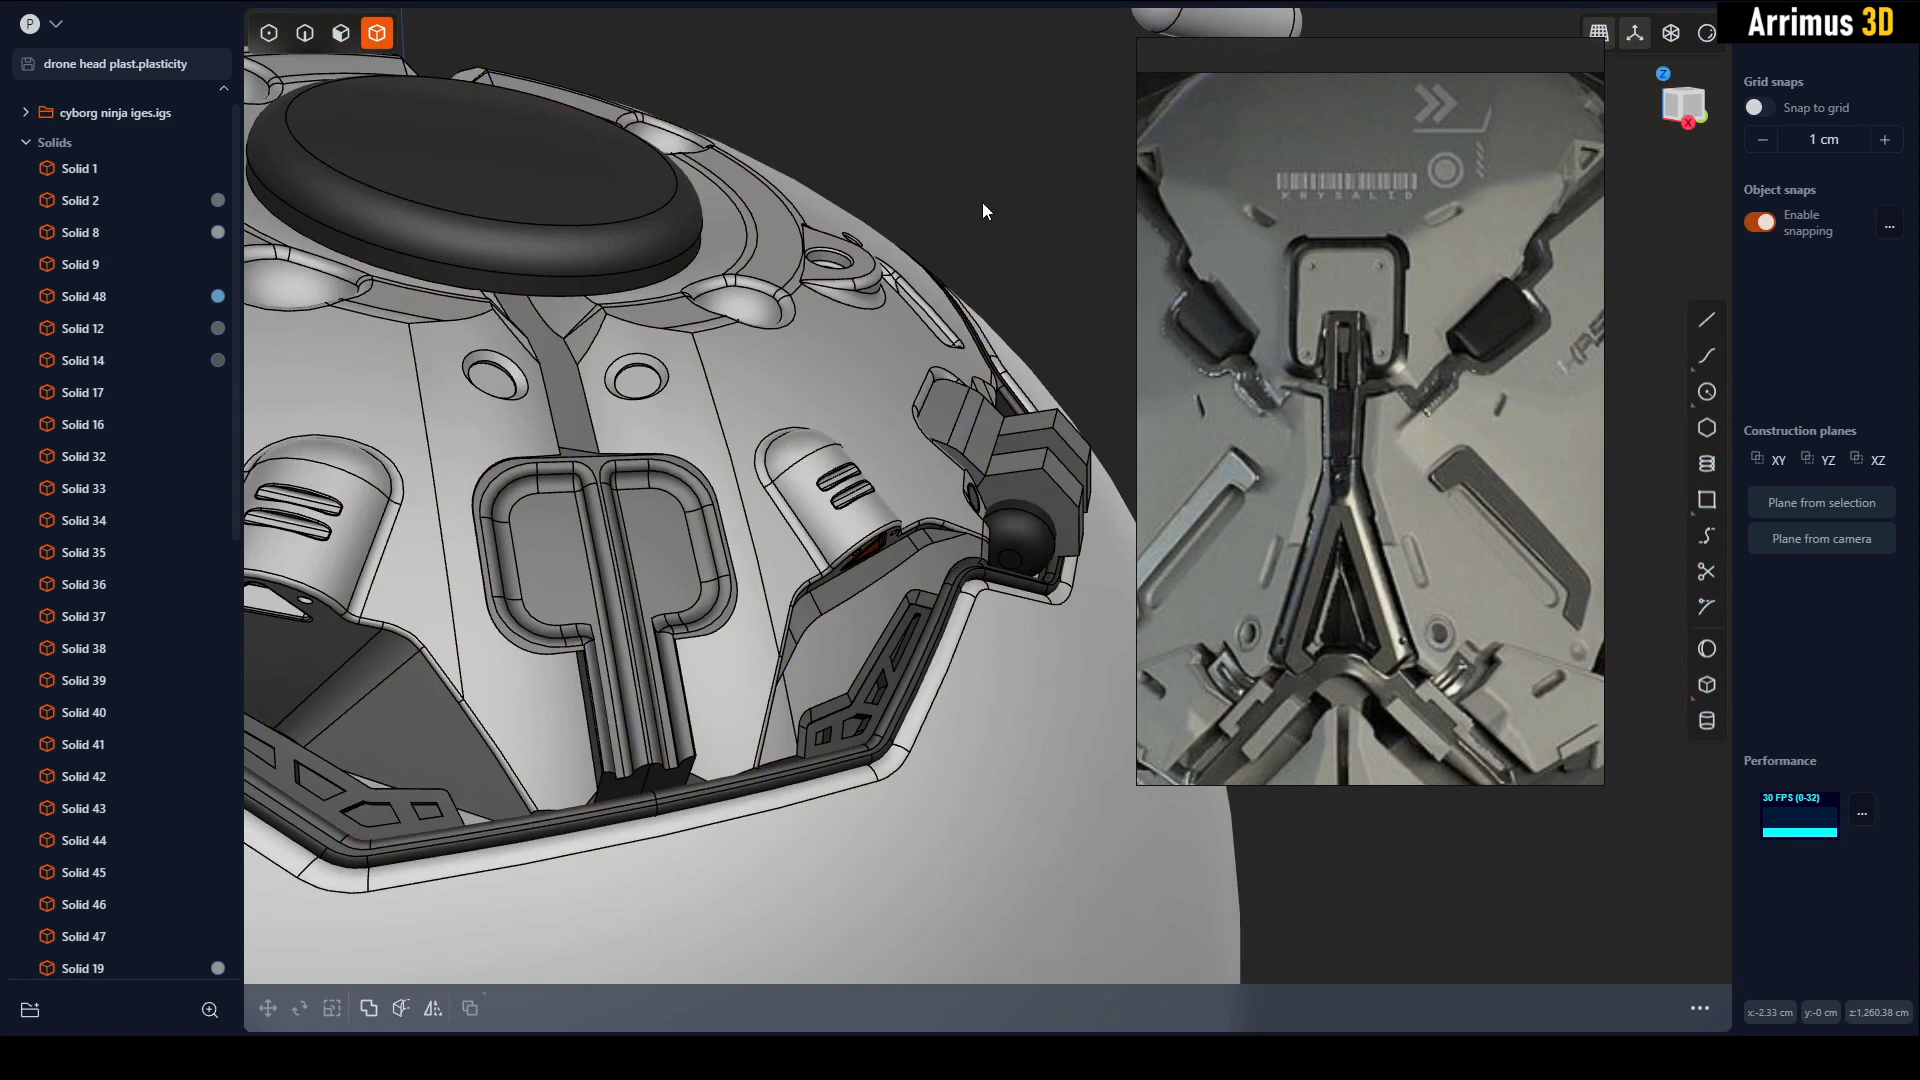 P
Arrimus 3D
drone head plast.plasticity
cyborg ninja iges.igs
Solids
Solid 1
Solid 2
Solid 8
Solid 9
Solid 48
Solid 12
Solid 14
Solid 17
Solid 16
Solid 32
Solid 33
Solid 34
Solid 35
Solid 36
Solid 37
Solid 38
Solid 39
Solid 40
Solid 41
Solid 42
Solid 43
Solid 44
Solid 45
Solid 46
Solid 47
Solid 19
KRYSALID
Z
X
Grid snaps
Snap to grid
1 cm
Object snaps
Enable
snapping
...
Construction planes
XY YZ XZ
Plane from selection
Plane from camera
Performance
30 FPS (0-32)
...
x:-2.33 cm y:-0 cm z:1,260.38 cm